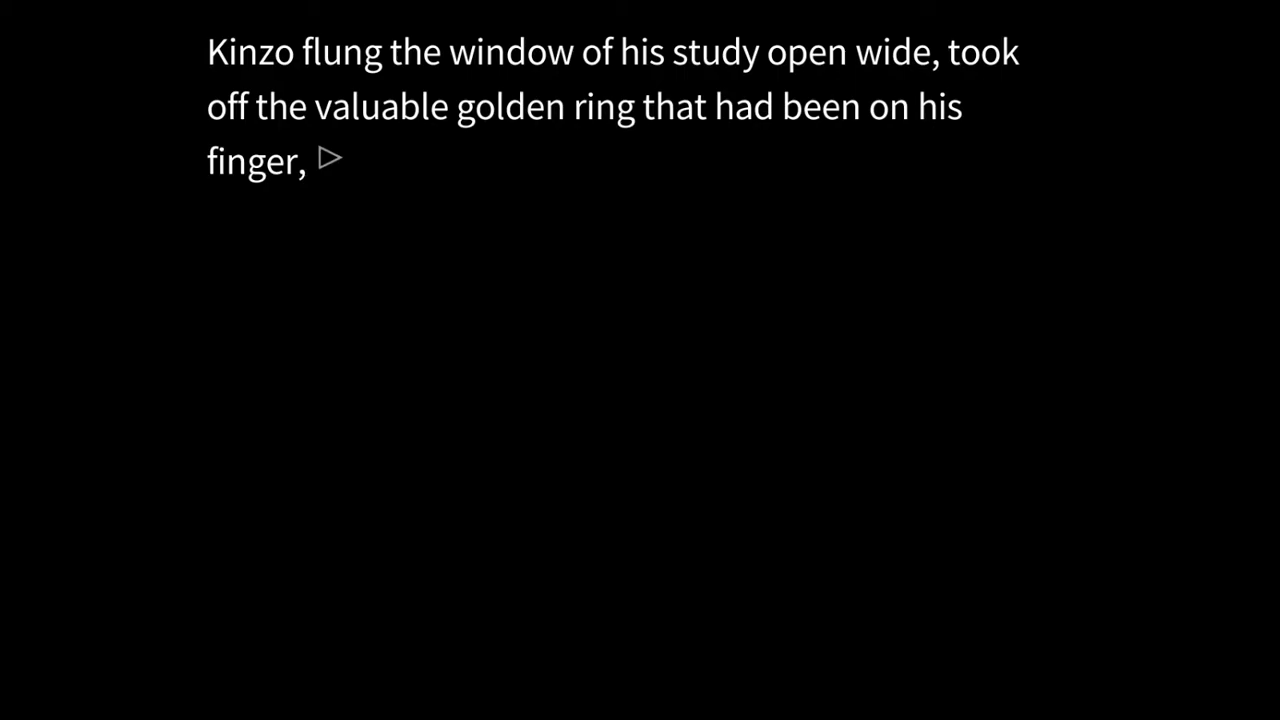 Kinzo flung the window of his study open wide, took
off the valuable golden ring that had been on his
finger,